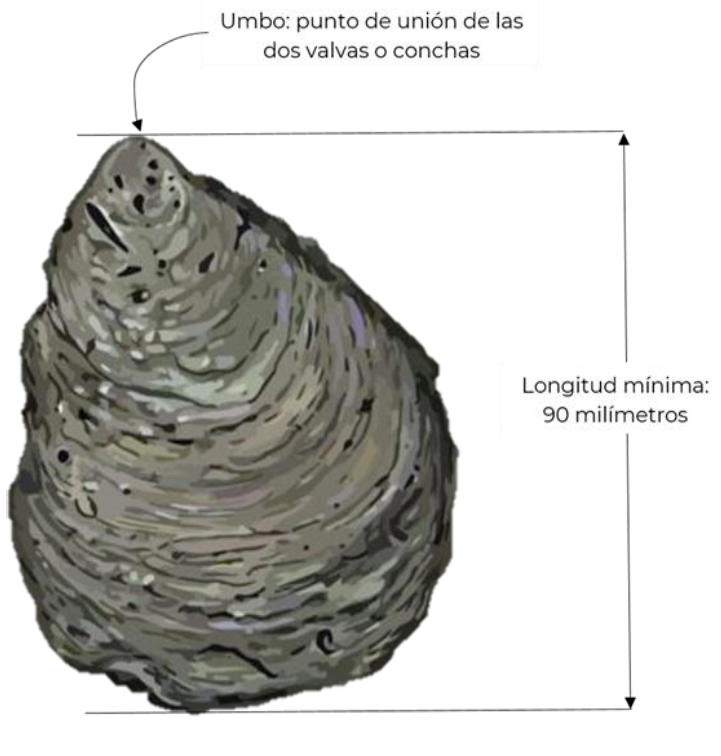 Umbo: punto de unión de las
dos valvas o conchas
Longitud mínima:
90 milímetros